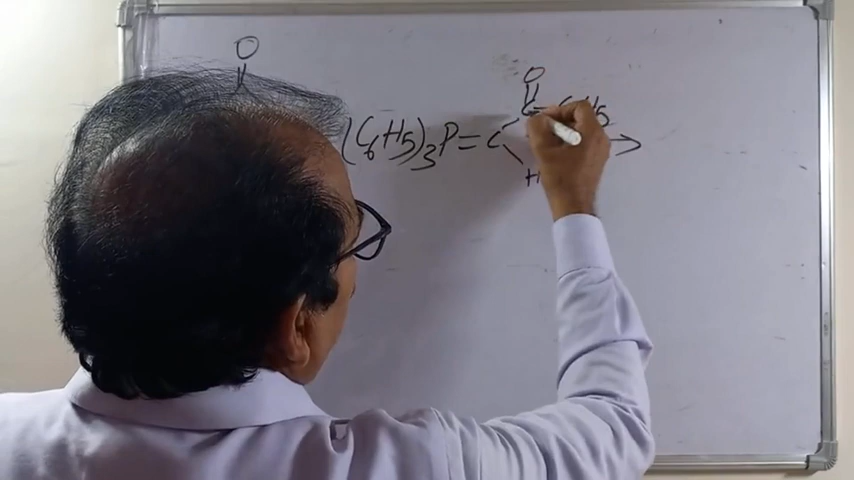 O O
|| ||
(C6H5)3P=C C-C6H5 →
H